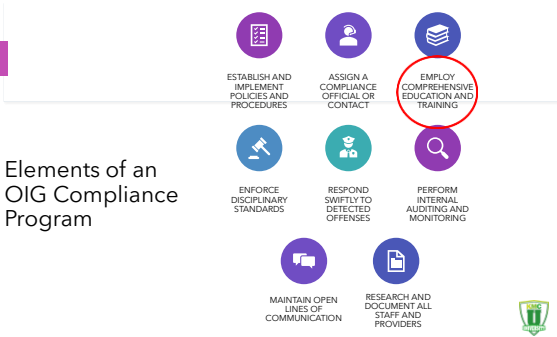 ESTABLISH AND
IMPLEMENT
POLICIES AND
PROCEDURES
ASSIGN A
COMPLIANCE
OFFICIAL OR
CONTACT
EMPLOY
COMPREHENSIVE
EDUCATION AND
TRAINING
Elements of an
OIG Compliance
Program
ENFORCE
DISCIPLINARY
STANDARDS
RESPOND
SWIFTLY TO
DETECTED
OFFENSES
PERFORM
INTERNAL
AUDITING AND
MONITORING
MAINTAIN OPEN
LINES OF
COMMUNICATION
RESEARCH AND
DOCUMENT ALL
STAFF AND
PROVIDERS
KMC